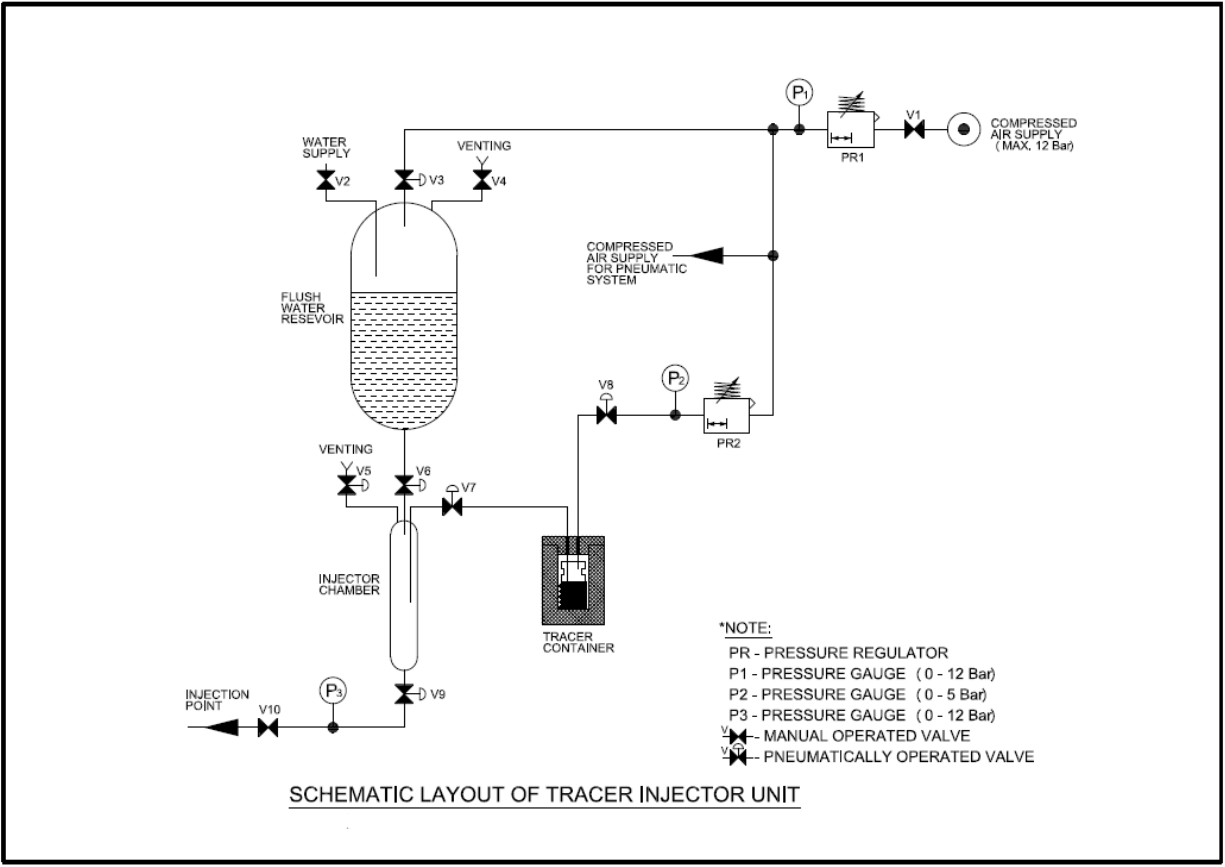 P1
V1
COMPRESSED
AIR SUPPLY
( MAX. 12 Bar)
PR1
WATER
SUPPLY
V2
V3
VENTING
V4
COMPRESSED
AIR SUPPLY
FOR PNEUMATIC
SYSTEM
FLUSH
WATER
RESEVOIR
V8
P2
PR2
VENTING
V5
V6
V7
INJECTOR
CHAMBER
TRACER
CONTAINER
INJECTION
POINT
V10
P3
V9
*NOTE:
PR - PRESSURE REGULATOR
P1 - PRESSURE GAUGE ( 0 - 12 Bar)
P2 - PRESSURE GAUGE ( 0 - 5 Bar)
P3 - PRESSURE GAUGE ( 0 - 12 Bar)
V - MANUAL OPERATED VALVE
V - PNEUMATICALLY OPERATED VALVE
SCHEMATIC LAYOUT OF TRACER INJECTOR UNIT